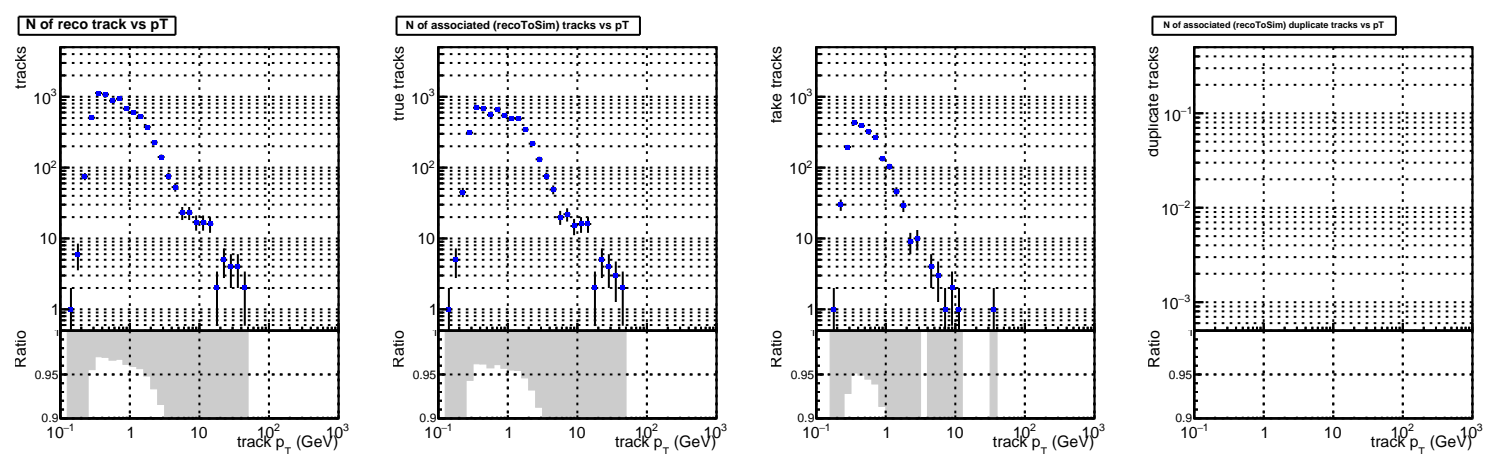 N of reco track vs pT
N of associated (recoToSim) tracks vs pT
N of associated (recoToSim) duplicate tracks vs pT
tracks
10³
10²
10
1
Ratio
1
0.95
0.9
10⁻¹ 1 10 10² 10³
track p_T (GeV)
true tracks
10³
10²
10
1
Ratio
1
0.95
0.9
10⁻¹ 1 10 10² 10³
track p_T (GeV)
fake tracks
10³
10²
10
1
Ratio
1
0.95
0.9
10⁻¹ 1 10 10² 10³
track p_T (GeV)
duplicate tracks
10⁻¹
10⁻²
10⁻³
Ratio
1
0.95
0.9
10⁻¹ 1 10 10² 10³
track p_T (GeV)